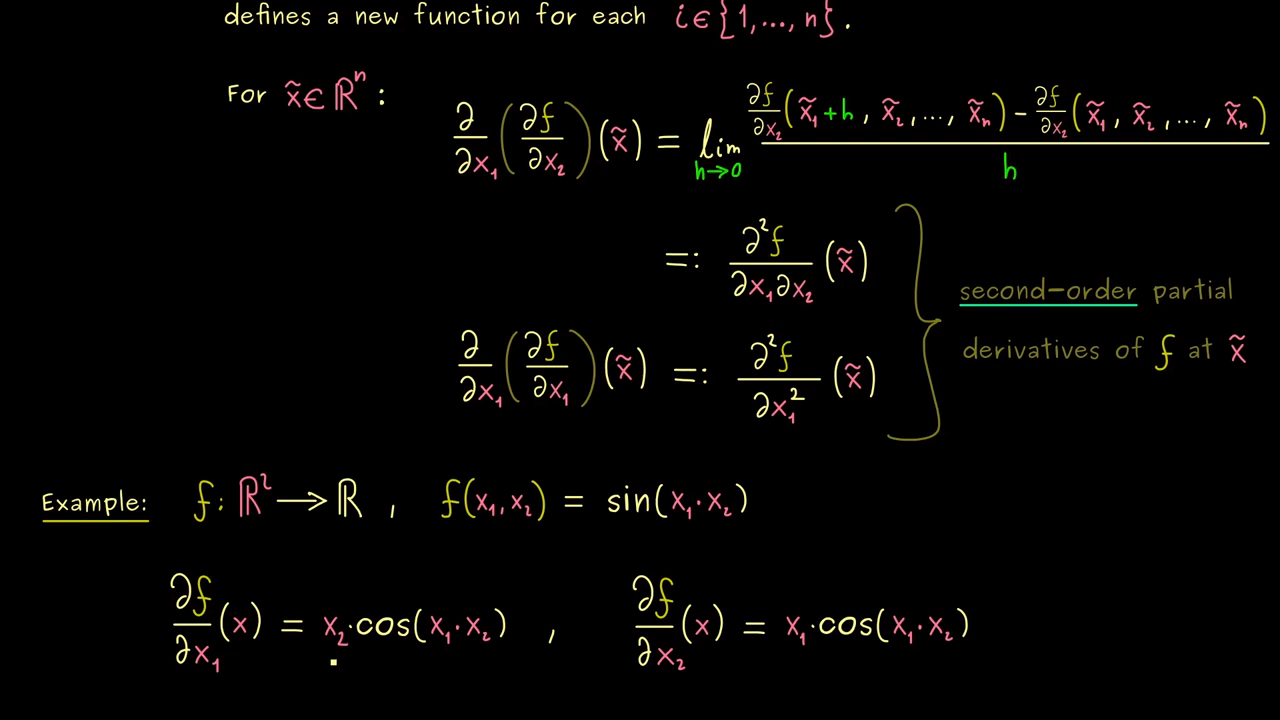 defines a new function for each i∈{1,..., n}.
For x̃∈ℝⁿ: ∂/∂x₁(∂f/∂x₂)(x̃) = lim h→0 (∂f/∂x₂(x̃₁+h, x̃₂,..., x̃ₙ) − ∂f/∂x₂(x̃₁, x̃₂,..., x̃ₙ))/h
=: ∂²f/∂x₁∂x₂ (x̃)
second-order partial
derivatives of f at x̃
∂/∂x₁(∂f/∂x₁)(x̃) =: ∂²f/∂x₁² (x̃)
Example: f: ℝ² ⟶ ℝ , f(x₁, x₂) = sin(x₁·x₂)
∂f/∂x₁(x) = x₂·cos(x₁·x₂) , ∂f/∂x₂(x) = x₁·cos(x₁·x₂)